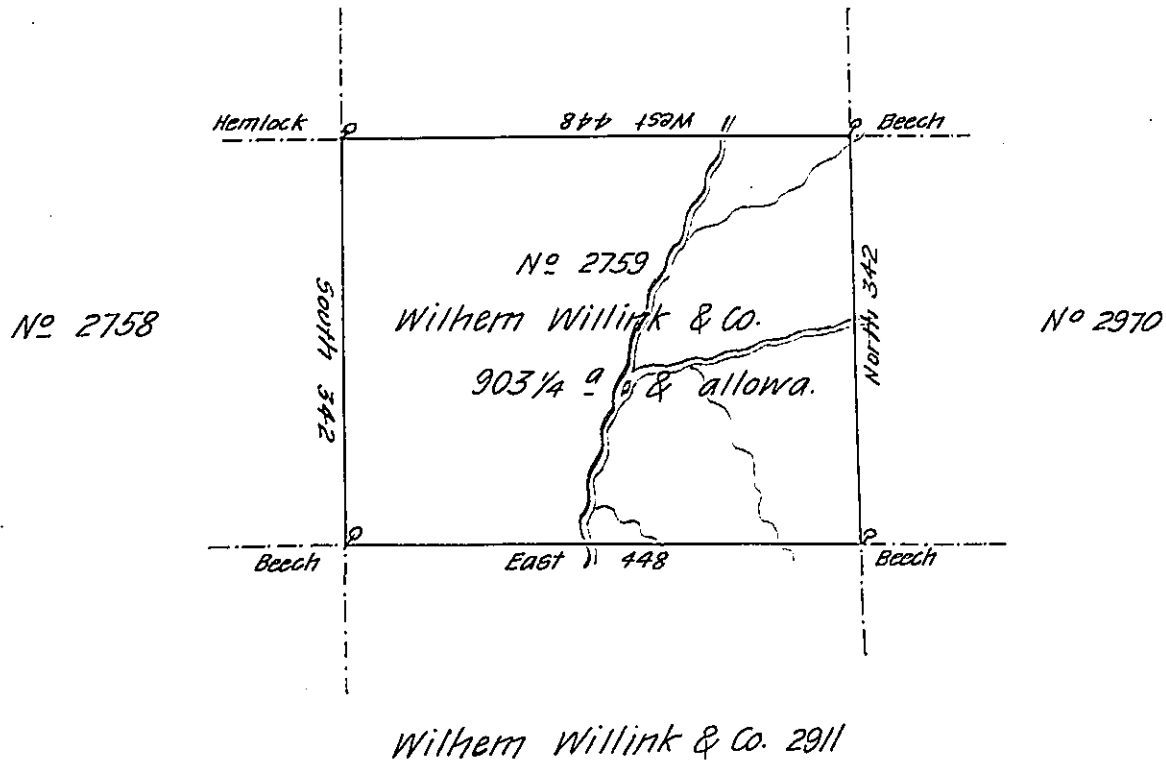 Hemlock
West 448
Beech
Nº 2759
Nº 2758
South 342
Wilhem Willink & Co.
North 342
Nº 2970
903 1/4 a & allowa.
Beech
East 448
Beech
Wilhem Willink & Co. 2911